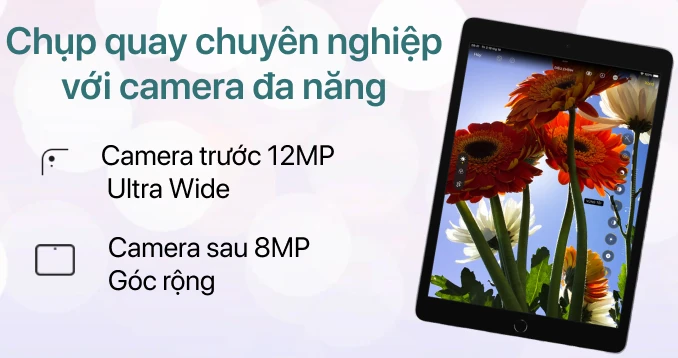 Chụp quay chuyên nghiệp
với camera đa năng
Camera trước 12MP
Ultra Wide
Camera sau 8MP
Góc rộng